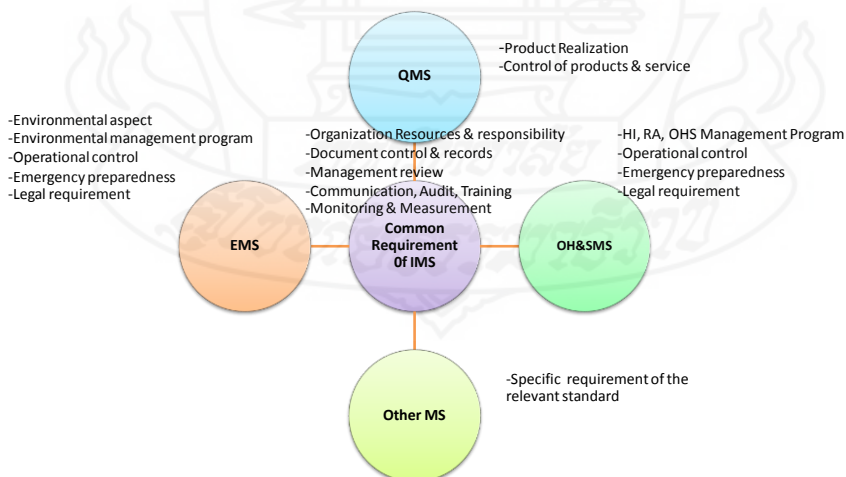 QMS
-Product Realization
-Control of products & service
-Environmental aspect
-Environmental management program
-Operational control
-Emergency preparedness
-Legal requirement
-Organization Resources & responsibility
-Document control & records
-Management review
-Communication, Audit, Training
-Monitoring & Measurement
-HI, RA, OHS Management Program
-Operational control
-Emergency preparedness
-Legal requirement
EMS
Common
Requirement
0f IMS
OH&SMS
Other MS
-Specific requirement of the
relevant standard